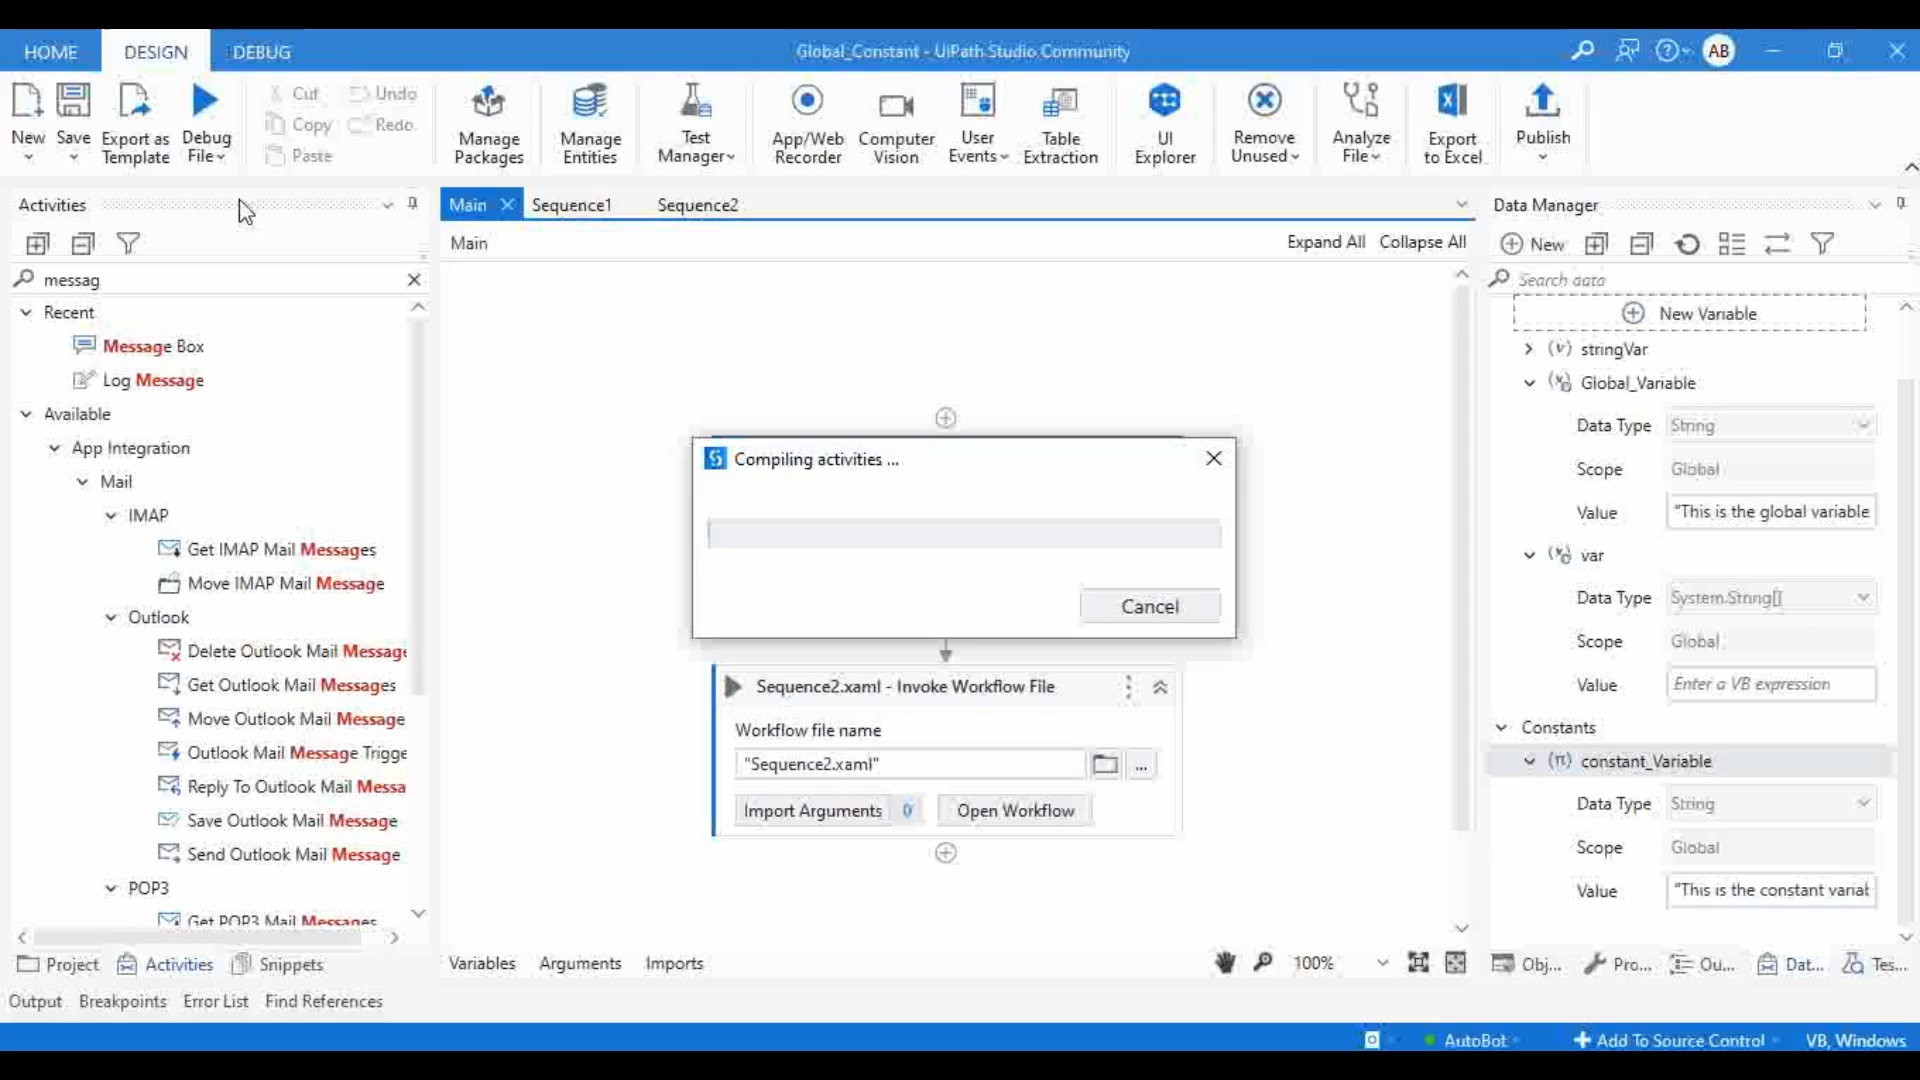 HOME DESIGN DEBUG Global_Constant - UiPath Studio Community AB
New Save Export as Template Debug File
Cut Undo
Copy Redo
Paste
Manage Packages Manage Entities Test Manager App/Web Recorder Computer Vision User Events Table Extraction UI Explorer Remove Unused Analyze File Export to Excel Publish
Activities
messag
Recent
Message Box
Log Message
Available
App Integration
Mail
IMAP
Get IMAP Mail Messages
Move IMAP Mail Message
Outlook
Delete Outlook Mail Message
Get Outlook Mail Messages
Move Outlook Mail Message
Outlook Mail Message Trigge
Reply To Outlook Mail Messa
Save Outlook Mail Message
Send Outlook Mail Message
POP3
Get POP3 Mail Messages
Project Activities Snippets
Main Sequence1 Sequence2
Main Expand All Collapse All
Compiling activities ...
Cancel
Sequence2.xaml - Invoke Workflow File
Workflow file name
"Sequence2.xaml"
...
Import Arguments 0 Open Workflow
Variables Arguments Imports 100%
Data Manager
New
Search data
New Variable
stringVar
Global_Variable
Data Type String
Scope Global
Value "This is the global variable
var
Data Type System.String[]
Scope Global
Value Enter a VB expression
Constants
constant_Variable
Data Type String
Scope Global
Value "This is the constant variat
Obj... Pro... Ou... Dat... Tes...
Output Breakpoints Error List Find References
AutoBot Add To Source Control VB, Windows